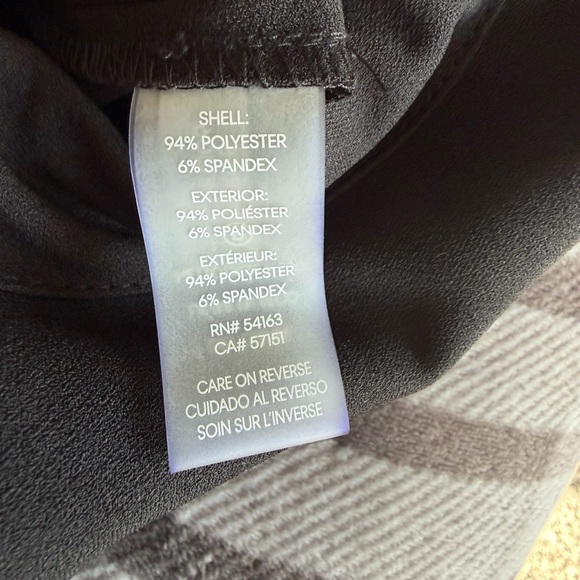 SHELL:
94% POLYESTER
6% SPANDEX
EXTERIOR:
94% POLIÉSTER
6% SPANDEX
EXTÉRIEUR:
94% POLYESTER
6% SPANDEX
RN# 54163
CA# 57151
CARE ON REVERSE
CUIDADO AL REVERSO
SOIN SUR L'INVERSE